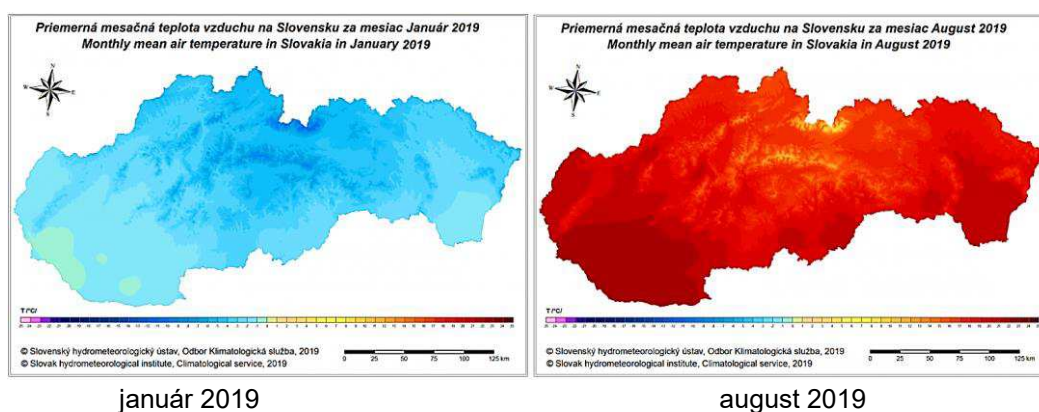 Priemerná mesačná teplota vzduchu na Slovensku za mesiac Január 2019
Monthly mean air temperature in Slovakia in January 2019
N
W
E
S
T /°C/
© Slovenský hydrometeorologický ústav, Odbor Klimatologická služba, 2019
© Slovak hydrometeorological institute, Climatological service, 2019
0 25 50 75 100 125 km
január 2019
Priemerná mesačná teplota vzduchu na Slovensku za mesiac August 2019
Monthly mean air temperature in Slovakia in August 2019
N
W
E
S
T /°C/
© Slovenský hydrometeorologický ústav, Odbor Klimatologická služba, 2019
© Slovak hydrometeorological institute, Climatological service, 2019
0 25 50 75 100 125 km
august 2019